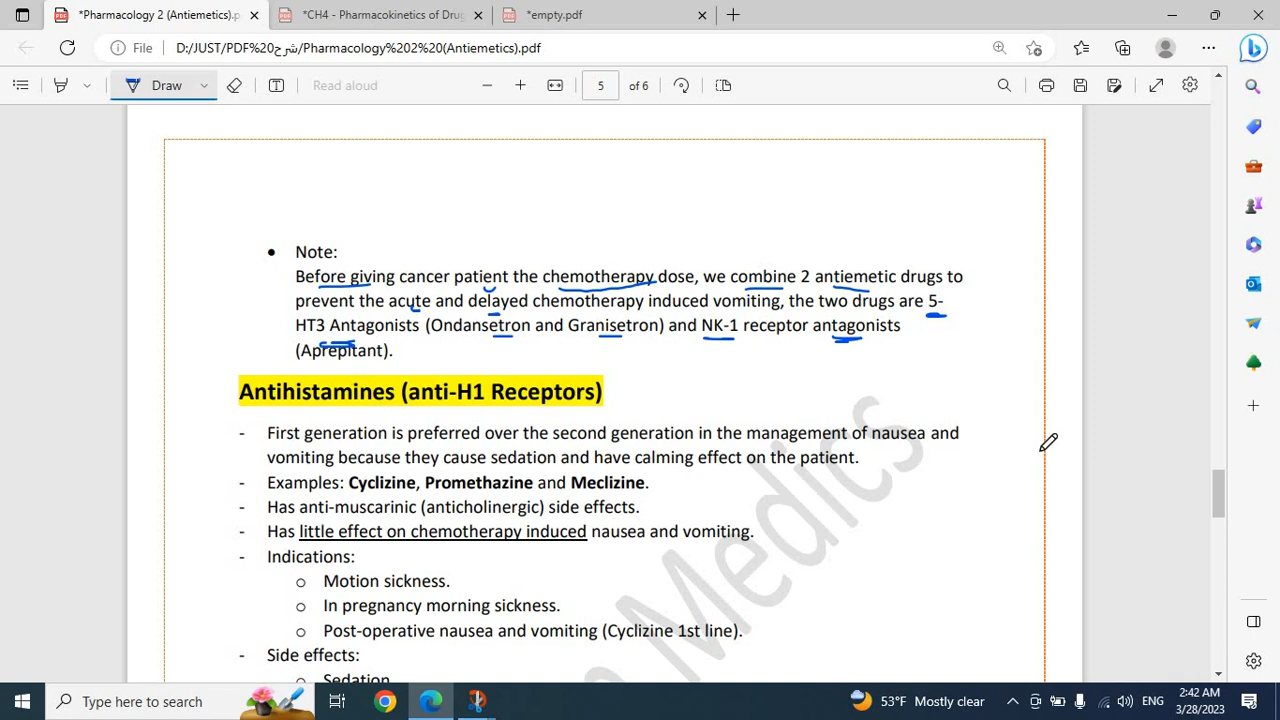 *Pharmacology 2 (Antiemetics).p
*CH4 - Pharmacokinetics of Drug
*empty.pdf
File
D:/JUST/PDF%20شرح/Pharmacology%202%20(Antiemetics).pdf
Draw
Read aloud
5
of 6
• Note:
Before giving cancer patient the chemotherapy dose, we combine 2 antiemetic drugs to
prevent the acute and delayed chemotherapy induced vomiting, the two drugs are 5-
HT3 Antagonists (Ondansetron and Granisetron) and NK-1 receptor antagonists
(Aprepitant).
Antihistamines (anti-H1 Receptors)
- First generation is preferred over the second generation in the management of nausea and
vomiting because they cause sedation and have calming effect on the patient.
- Examples: Cyclizine, Promethazine and Meclizine.
- Has anti-muscarinic (anticholinergic) side effects.
- Has little effect on chemotherapy induced nausea and vomiting.
- Indications:
o Motion sickness.
o In pregnancy morning sickness.
o Post-operative nausea and vomiting (Cyclizine 1st line).
- Side effects:
o Sedation
Medics
Type here to search
53°F Mostly clear
ENG
2:42 AM
3/28/2023